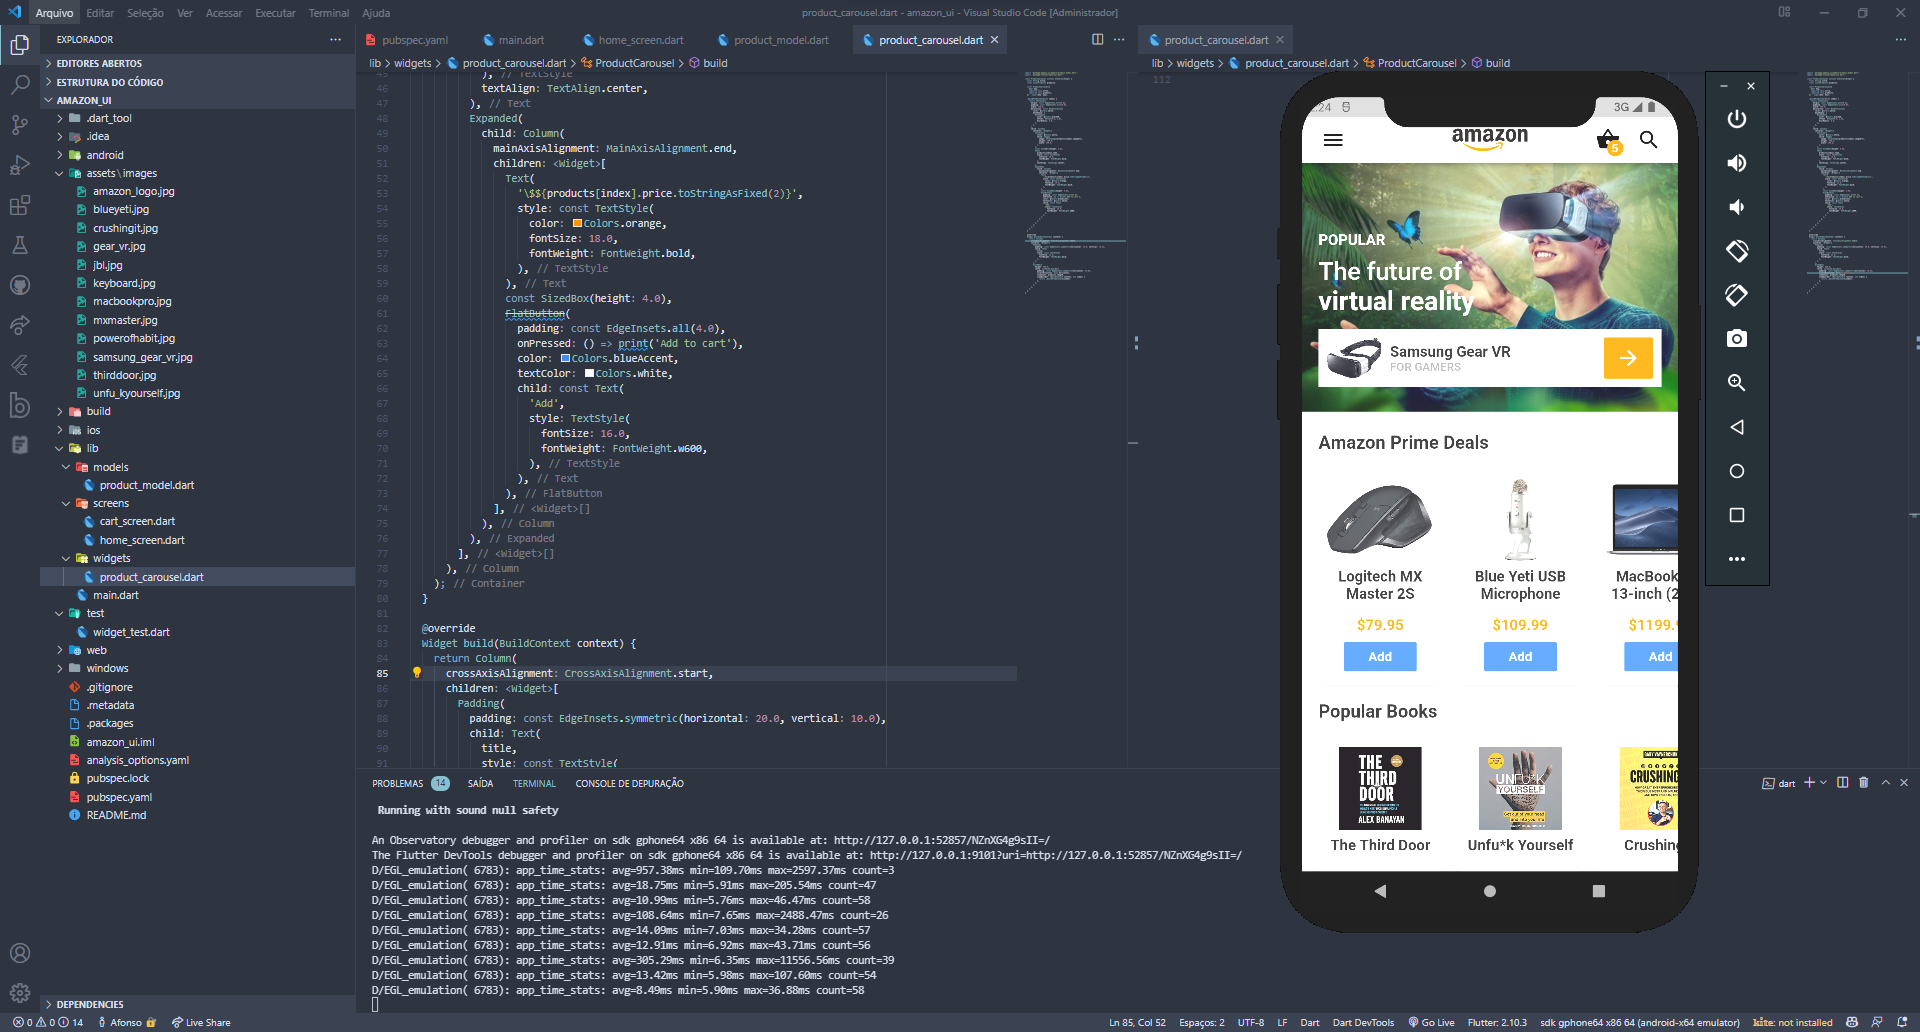 Arquivo Editar Seleção Ver Acessar Executar Terminal Ajuda
product_carousel.dart - amazon_ui - Visual Studio Code [Administrador]
EXPLORADOR
EDITORES ABERTOS
ESTRUTURA DO CÓDIGO
AMAZON_UI
.dart_tool
.idea
android
assets\images
amazon_logo.jpg
blueyeti.jpg
crushingit.jpg
gear_vr.jpg
jbl.jpg
keyboard.jpg
macbookpro.jpg
mxmaster.jpg
powerofhabit.jpg
samsung_gear_vr.jpg
thirddoor.jpg
unfu_kyourself.jpg
build
ios
lib
models
product_model.dart
screens
cart_screen.dart
home_screen.dart
widgets
product_carousel.dart
main.dart
test
widget_test.dart
web
windows
.gitignore
.metadata
.packages
amazon_ui.iml
analysis_options.yaml
pubspec.lock
pubspec.yaml
README.md
DEPENDENCIES
pubspec.yaml main.dart home_screen.dart product_model.dart product_carousel.dart
lib > widgets > product_carousel.dart > ProductCarousel > build
45 ), // TextStyle
46 textAlign: TextAlign.center,
47 ), // Text
48 Expanded(
49 child: Column(
50 mainAxisAlignment: MainAxisAlignment.end,
51 children: <Widget>[
52 Text(
53 '\$${products[index].price.toStringAsFixed(2)}',
54 style: const TextStyle(
55 color: Colors.orange,
56 fontSize: 18.0,
57 fontWeight: FontWeight.bold,
58 ), // TextStyle
59 ), // Text
60 const SizedBox(height: 4.0),
61 FlatButton(
62 padding: const EdgeInsets.all(4.0),
63 onPressed: () => print('Add to cart'),
64 color: Colors.blueAccent,
65 textColor: Colors.white,
66 child: const Text(
67 'Add',
68 style: TextStyle(
69 fontSize: 16.0,
70 fontWeight: FontWeight.w600,
71 ), // TextStyle
72 ), // Text
73 ), // FlatButton
74 ], // <Widget>[]
75 ), // Column
76 ), // Expanded
77 ], // <Widget>[]
78 ), // Column
79 ); // Container
80 }
81
82 @override
83 Widget build(BuildContext context) {
84 return Column(
85 crossAxisAlignment: CrossAxisAlignment.start,
86 children: <Widget>[
87 Padding(
88 padding: const EdgeInsets.symmetric(horizontal: 20.0, vertical: 10.0),
89 child: Text(
90 title,
91 style: const TextStyle(
product_carousel.dart
lib > widgets > product_carousel.dart > ProductCarousel > build
112
:24 3G
amazon
5
POPULAR
The future of
virtual reality
Samsung Gear VR
FOR GAMERS
Amazon Prime Deals
Logitech MX
Master 2S
$79.95
Add
Blue Yeti USB
Microphone
$109.99
Add
MacBook
13-inch (2
$1199.
Add
Popular Books
THE
THIRD
DOOR
ALEX BANAYAN
UNFU*K
YOURSELF
CRUSHING
The Third Door
Unfu*k Yourself
Crushing
PROBLEMAS 14 SAÍDA TERMINAL CONSOLE DE DEPURAÇÃO
dart
Running with sound null safety
An Observatory debugger and profiler on sdk gphone64 x86 64 is available at: http://127.0.0.1:52857/NZnXG4g9sII=/
The Flutter DevTools debugger and profiler on sdk gphone64 x86 64 is available at: http://127.0.0.1:9101?uri=http://127.0.0.1:52857/NZnXG4g9sII=/
D/EGL_emulation( 6783): app_time_stats: avg=957.38ms min=109.70ms max=2597.37ms count=3
D/EGL_emulation( 6783): app_time_stats: avg=18.75ms min=5.91ms max=205.54ms count=47
D/EGL_emulation( 6783): app_time_stats: avg=10.99ms min=5.76ms max=46.47ms count=58
D/EGL_emulation( 6783): app_time_stats: avg=108.64ms min=7.65ms max=2488.47ms count=26
D/EGL_emulation( 6783): app_time_stats: avg=14.09ms min=7.03ms max=34.28ms count=57
D/EGL_emulation( 6783): app_time_stats: avg=12.91ms min=6.92ms max=43.71ms count=56
D/EGL_emulation( 6783): app_time_stats: avg=305.29ms min=6.35ms max=11556.56ms count=39
D/EGL_emulation( 6783): app_time_stats: avg=13.42ms min=5.98ms max=107.60ms count=54
D/EGL_emulation( 6783): app_time_stats: avg=8.49ms min=5.90ms max=36.88ms count=58
0 0 14 Afonso Live Share
Ln 85, Col 52 Espaços: 2 UTF-8 LF Dart Dart DevTools Go Live Flutter: 2.10.3 sdk gphone64 x86 64 (android-x64 emulator) kite: not installed